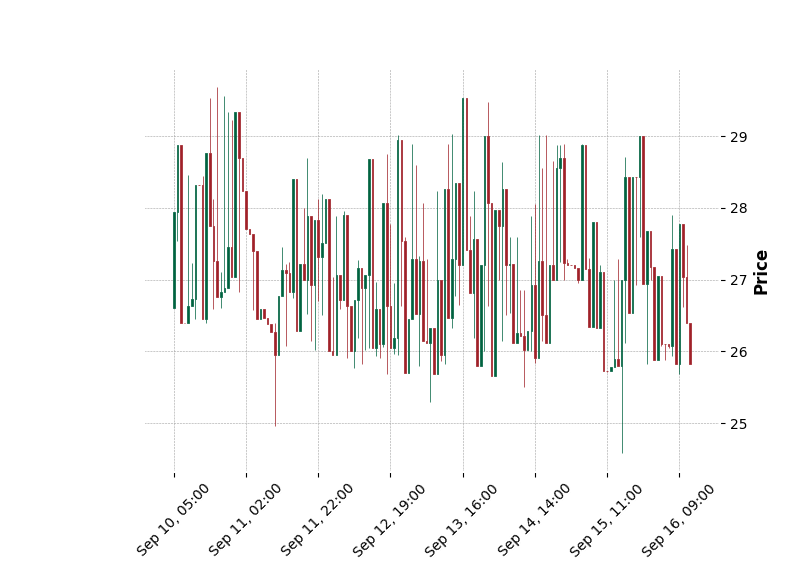 29
28
27
26
25
Price
Sep 10, 05:00
Sep 11, 02:00
Sep 11, 22:00
Sep 12, 19:00
Sep 13, 16:00
Sep 14, 14:00
Sep 15, 11:00
Sep 16, 09:00